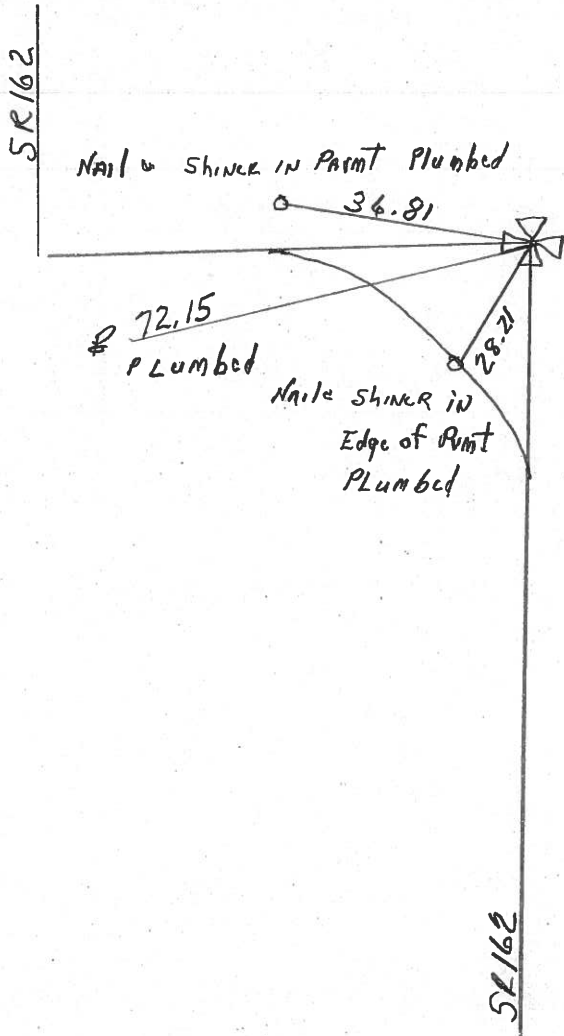 SR162
Nail & Shiner in Pavmt Plumbed
34.81
72.15
Plumbed
28.21
Nail & Shiner in
Edge of Pvmt
Plumbed
SR162